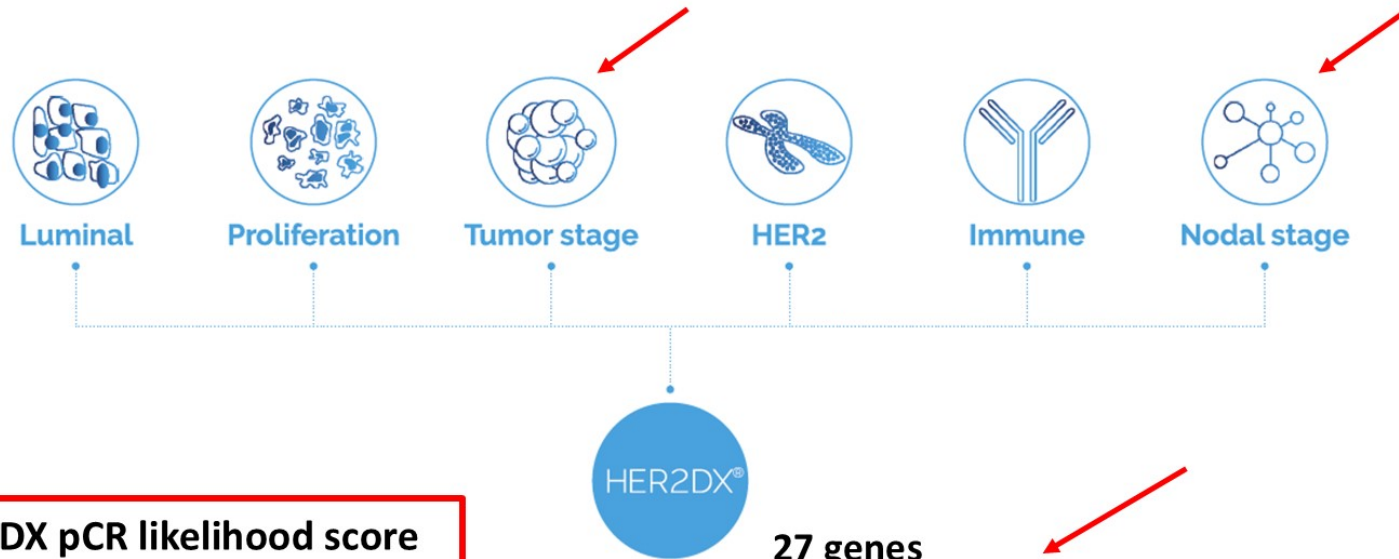 Luminal
Proliferation
Tumor stage
HER2
Immune
Nodal stage
HER2DX®
DX pCR likelihood score
27 genes